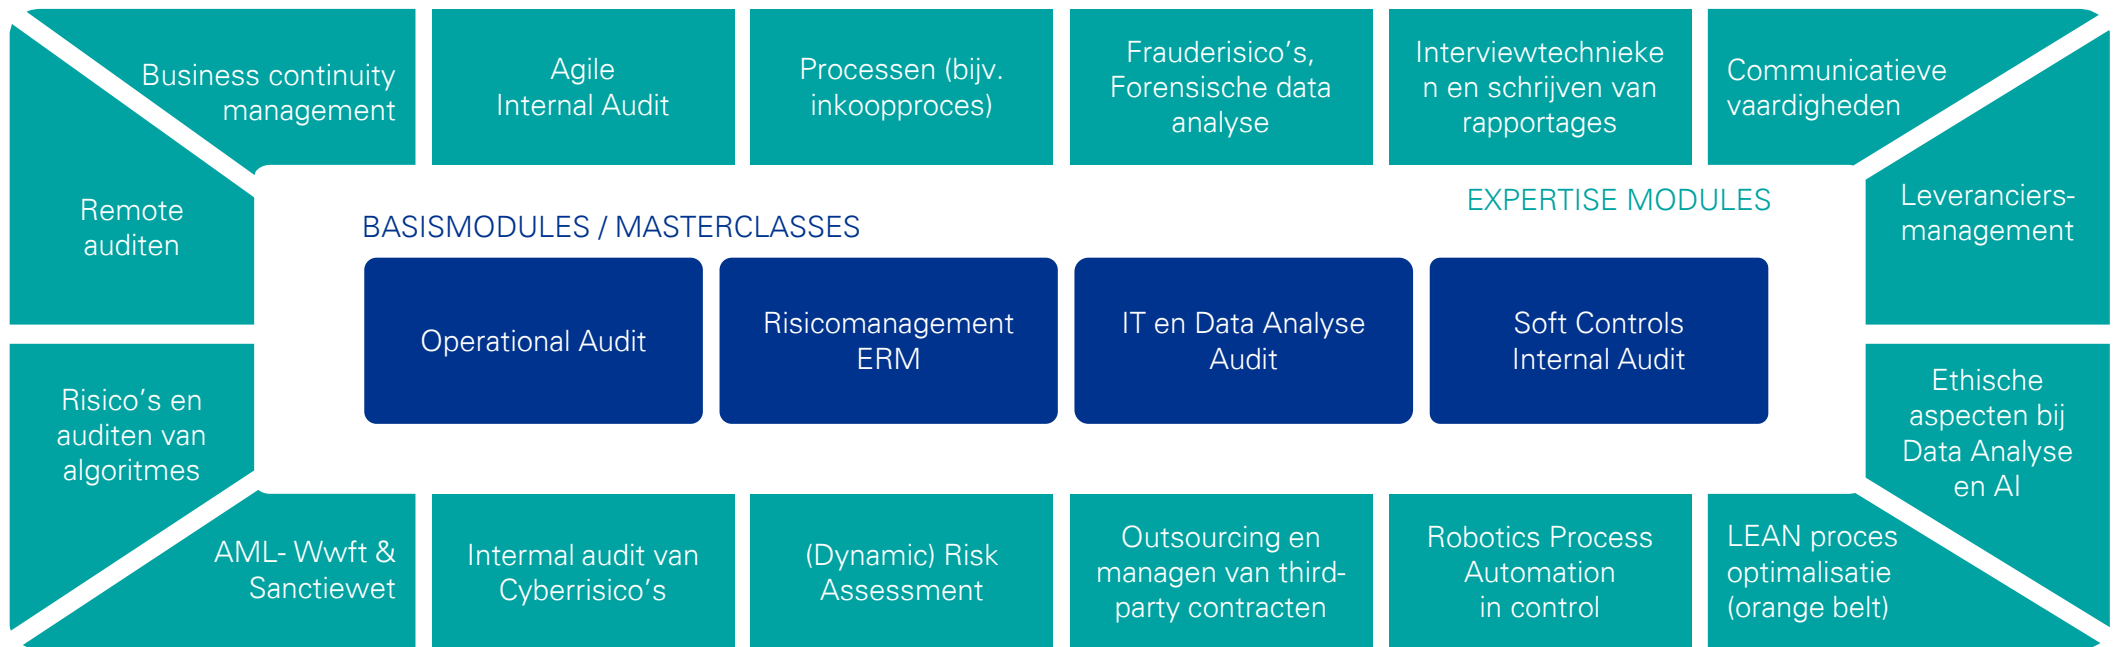 Business continuity
management
Agile
Internal Audit
Processen (bijv.
inkoopproces)
Frauderisico’s,
Forensische data
analyse
Interviewtechnieke
n en schrijven van
rapportages
Communicatieve
vaardigheden
Remote
auditen
Leveranciers-
management
EXPERTISE MODULES
BASISMODULES / MASTERCLASSES
Operational Audit
Risicomanagement
ERM
IT en Data Analyse
Audit
Soft Controls
Internal Audit
Risico’s en
auditen van
algoritmes
Ethische
aspecten bij
Data Analyse
en AI
AML- Wwft &
Sanctiewet
Intermal audit van
Cyberrisico’s
(Dynamic) Risk
Assessment
Outsourcing en
managen van third-
party contracten
Robotics Process
Automation
in control
LEAN proces
optimalisatie
(orange belt)